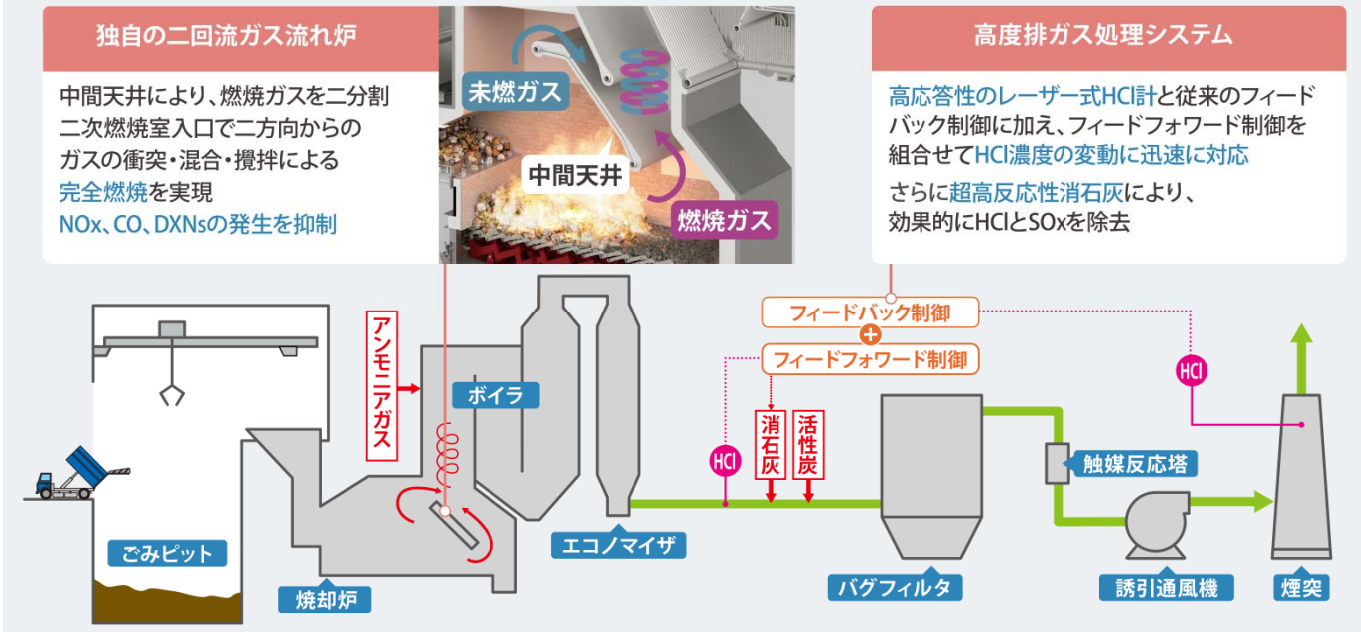 独自の二回流ガス流れ炉
中間天井により、燃焼ガスを二分割
二次燃焼室入口で二方向からの
ガスの衝突・混合・攪拌による
完全燃焼を実現
NOx、CO、DXNsの発生を抑制
未燃ガス
中間天井
燃焼ガス
高度排ガス処理システム
高応答性のレーザー式HCl計と従来のフィード
バック制御に加え、フィードフォワード制御を
組合せてHCl濃度の変動に迅速に対応
さらに超高反応性消石灰により、
効果的にHClとSOxを除去
フィードバック制御
+
フィードフォワード制御
アンモニアガス
ボイラ
HCl
消石灰
活性炭
HCl
触媒反応塔
ごみピット
焼却炉
エコノマイザ
バグフィルタ
誘引通風機
煙突